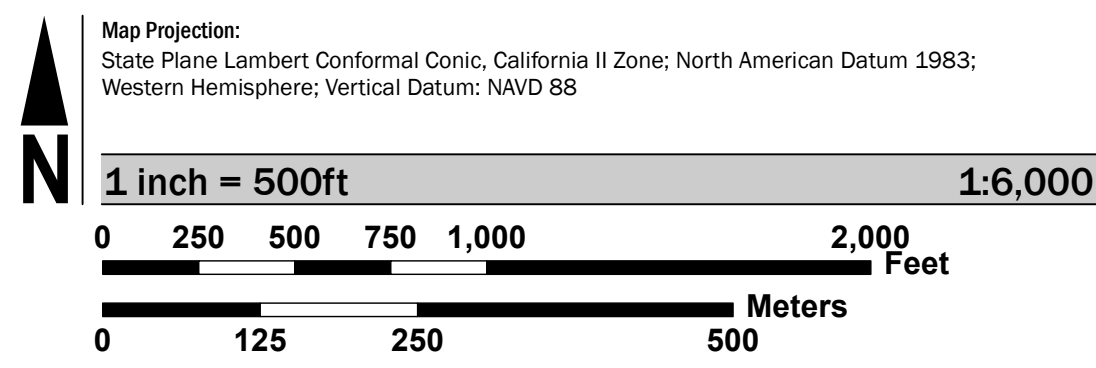 Map Projection:
State Plane Lambert Conformal Conic, California II Zone; North American Datum 1983;
Western Hemisphere; Vertical Datum: NAVD 88
N
1 inch = 500ft 1:6,000
0 250 500 750 1,000 2,000
Feet
Meters
0 125 250 500